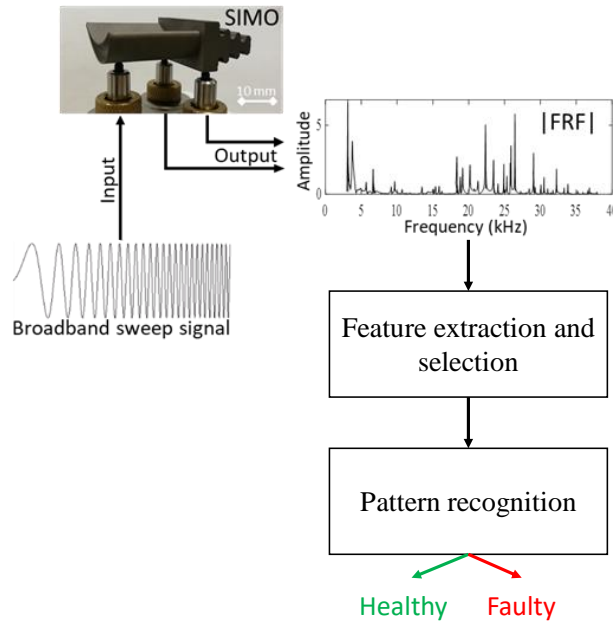 SIMO
10 mm
Input
Output
Broadband sweep signal
Amplitude
5
0
|FRF|
0 5 10 15 20 25 30 35 40
Frequency (kHz)
Feature extraction and
selection
Pattern recognition
Healthy
Faulty